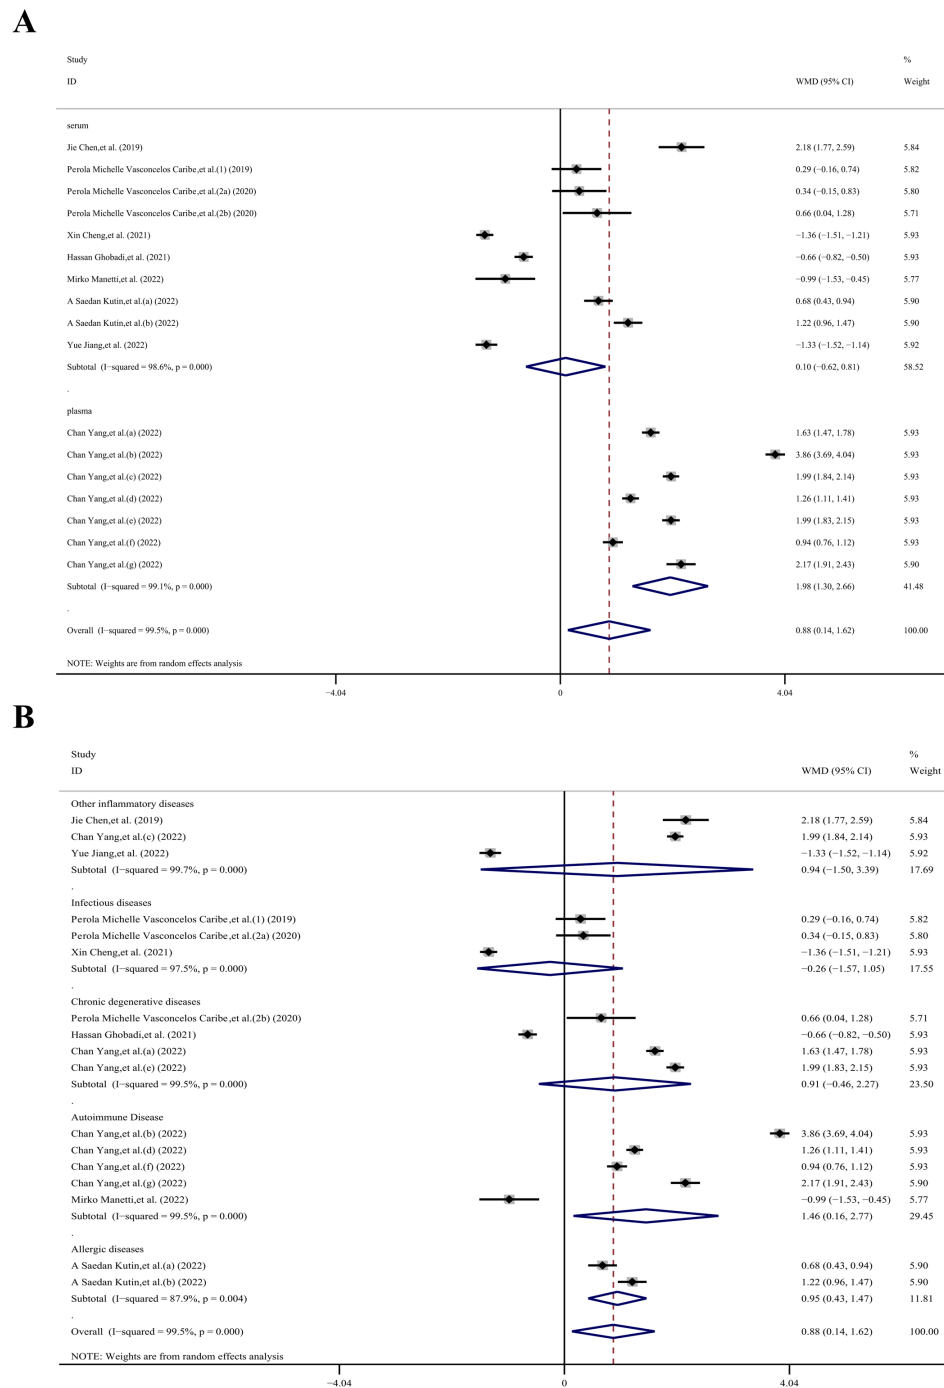 A
Study %
ID WMD (95% CI) Weight
serum
Jie Chen,et al. (2019) 2.18 (1.77, 2.59) 5.84
Perola Michelle Vasconcelos Caribe,et al.(1) (2019) 0.29 (−0.16, 0.74) 5.82
Perola Michelle Vasconcelos Caribe,et al.(2a) (2020) 0.34 (−0.15, 0.83) 5.80
Perola Michelle Vasconcelos Caribe,et al.(2b) (2020) 0.66 (0.04, 1.28) 5.71
Xin Cheng,et al. (2021) −1.36 (−1.51, −1.21) 5.93
Hassan Ghobadi,et al. (2021) −0.66 (−0.82, −0.50) 5.93
Mirko Manetti,et al. (2022) −0.99 (−1.53, −0.45) 5.77
A Saedan Kutin,et al.(a) (2022) 0.68 (0.43, 0.94) 5.90
A Saedan Kutin,et al.(b) (2022) 1.22 (0.96, 1.47) 5.90
Yue Jiang,et al. (2022) −1.33 (−1.52, −1.14) 5.92
Subtotal (I−squared = 98.6%, p = 0.000) 0.10 (−0.62, 0.81) 58.52
.
plasma
Chan Yang,et al.(a) (2022) 1.63 (1.47, 1.78) 5.93
Chan Yang,et al.(b) (2022) 3.86 (3.69, 4.04) 5.93
Chan Yang,et al.(c) (2022) 1.99 (1.84, 2.14) 5.93
Chan Yang,et al.(d) (2022) 1.26 (1.11, 1.41) 5.93
Chan Yang,et al.(e) (2022) 1.99 (1.83, 2.15) 5.93
Chan Yang,et al.(f) (2022) 0.94 (0.76, 1.12) 5.93
Chan Yang,et al.(g) (2022) 2.17 (1.91, 2.43) 5.90
Subtotal (I−squared = 99.1%, p = 0.000) 1.98 (1.30, 2.66) 41.48
.
Overall (I−squared = 99.5%, p = 0.000) 0.88 (0.14, 1.62) 100.00
NOTE: Weights are from random effects analysis
−4.04 0 4.04
B
Study %
ID WMD (95% CI) Weight
Other inflammatory diseases
Jie Chen,et al. (2019) 2.18 (1.77, 2.59) 5.84
Chan Yang,et al.(c) (2022) 1.99 (1.84, 2.14) 5.93
Yue Jiang,et al. (2022) −1.33 (−1.52, −1.14) 5.92
Subtotal (I−squared = 99.7%, p = 0.000) 0.94 (−1.50, 3.39) 17.69
.
Infectious diseases
Perola Michelle Vasconcelos Caribe,et al.(1) (2019) 0.29 (−0.16, 0.74) 5.82
Perola Michelle Vasconcelos Caribe,et al.(2a) (2020) 0.34 (−0.15, 0.83) 5.80
Xin Cheng,et al. (2021) −1.36 (−1.51, −1.21) 5.93
Subtotal (I−squared = 97.5%, p = 0.000) −0.26 (−1.57, 1.05) 17.55
.
Chronic degenerative diseases
Perola Michelle Vasconcelos Caribe,et al.(2b) (2020) 0.66 (0.04, 1.28) 5.71
Hassan Ghobadi,et al. (2021) −0.66 (−0.82, −0.50) 5.93
Chan Yang,et al.(a) (2022) 1.63 (1.47, 1.78) 5.93
Chan Yang,et al.(e) (2022) 1.99 (1.83, 2.15) 5.93
Subtotal (I−squared = 99.5%, p = 0.000) 0.91 (−0.46, 2.27) 23.50
.
Autoimmune Disease
Chan Yang,et al.(b) (2022) 3.86 (3.69, 4.04) 5.93
Chan Yang,et al.(d) (2022) 1.26 (1.11, 1.41) 5.93
Chan Yang,et al.(f) (2022) 0.94 (0.76, 1.12) 5.93
Chan Yang,et al.(g) (2022) 2.17 (1.91, 2.43) 5.90
Mirko Manetti,et al. (2022) −0.99 (−1.53, −0.45) 5.77
Subtotal (I−squared = 99.5%, p = 0.000) 1.46 (0.16, 2.77) 29.45
.
Allergic diseases
A Saedan Kutin,et al.(a) (2022) 0.68 (0.43, 0.94) 5.90
A Saedan Kutin,et al.(b) (2022) 1.22 (0.96, 1.47) 5.90
Subtotal (I−squared = 87.9%, p = 0.004) 0.95 (0.43, 1.47) 11.81
.
Overall (I−squared = 99.5%, p = 0.000) 0.88 (0.14, 1.62) 100.00
NOTE: Weights are from random effects analysis
−4.04 0 4.04